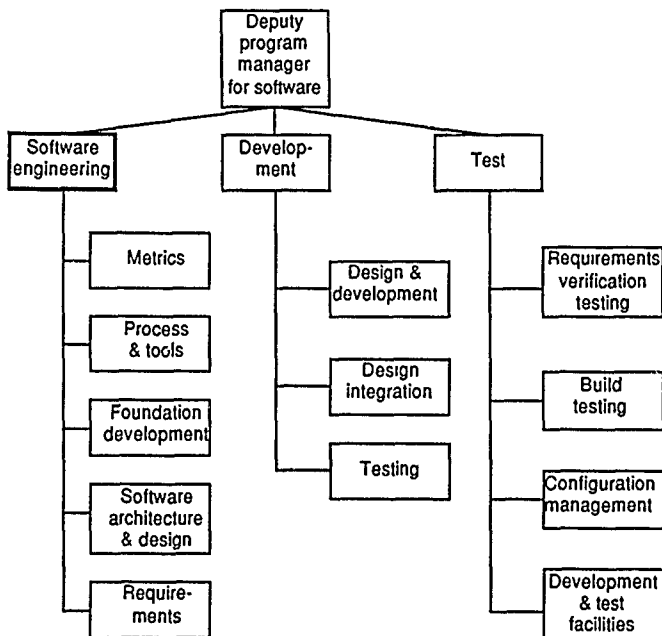 Deputy
program
manager
for software
Software
engineering
Develop-
ment
Test
Metrics
Process
& tools
Foundation
development
Software
architecture
& design
Require-
ments
Design &
development
Design
integration
Testing
Requirements
verification
testing
Build
testing
Configuration
management
Development
& test
facilities